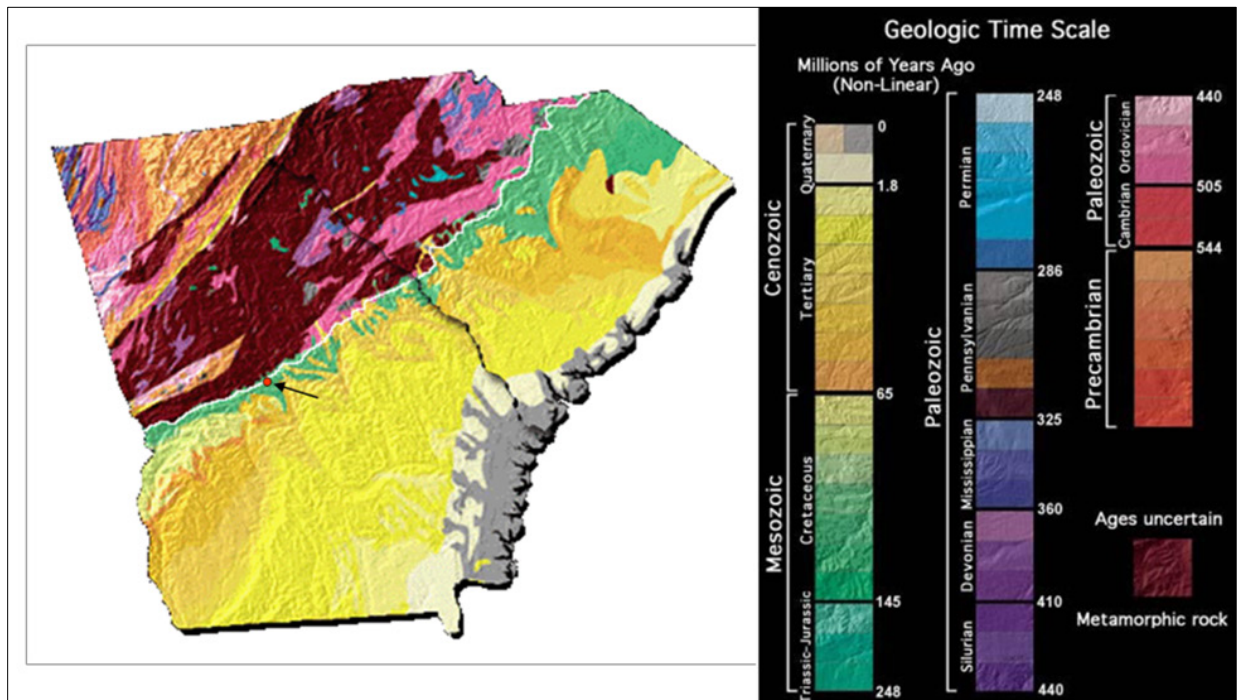 Geologic Time Scale
Millions of Years Ago
(Non-Linear)
Cenozoic
Quaternary
0
1.8
Tertiary
65
Mesozoic
Cretaceous
145
Triassic-Jurassic
248
Paleozoic
248
Permian
286
Pennsylvanian
325
Mississippian
360
Devonian
410
Silurian
440
Paleozoic
440
Ordovician
505
Cambrian
544
Precambrian
Ages uncertain
Metamorphic rock